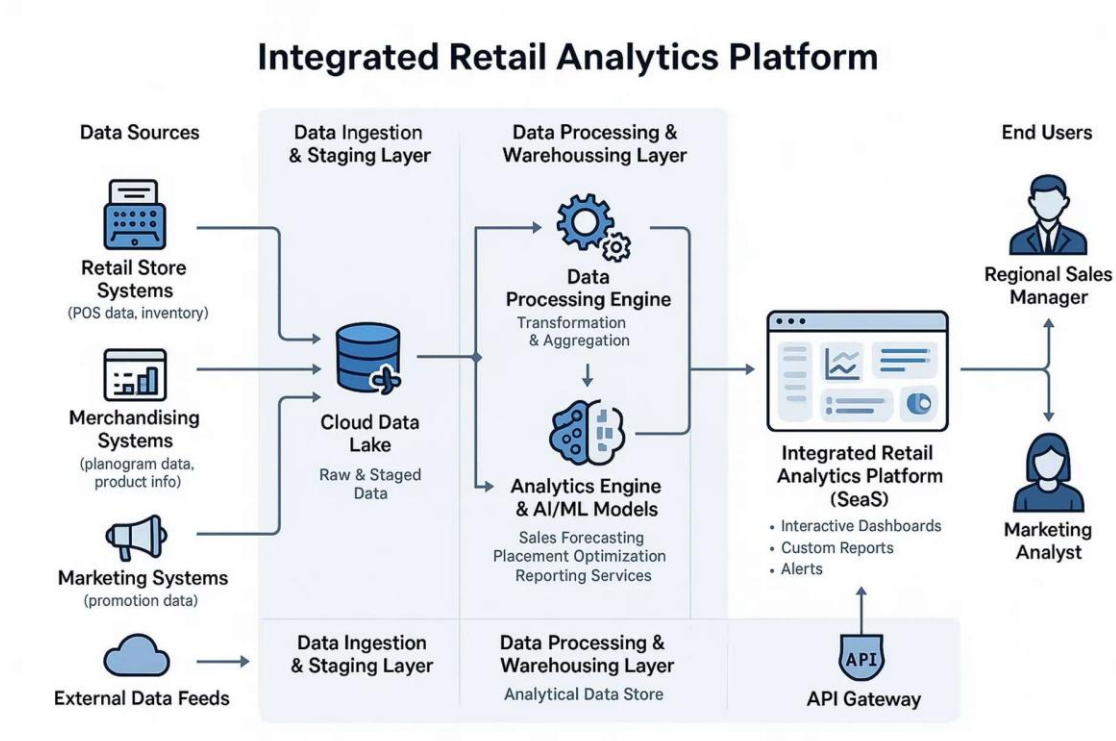 Integrated Retail Analytics Platform
Data Sources
Data Ingestion
& Staging Layer
Data Processing &
Warehoussing Layer
End Users
Retail Store
Systems
(POS data, inventory)
Merchandising
Systems
(planogram data,
product info)
Marketing Systems
(promotion data)
External Data Feeds
Cloud Data
Lake
Raw & Staged
Data
Data
Processing Engine
Transformation
& Aggregation
Analytics Engine
& AI/ML Models
Sales Forecasting
Placement Optimization
Reporting Services
Integrated Retail
Analytics Platform
(SeaS)
• Interactive Dashboards
• Custom Reports
• Alerts
Regional Sales
Manager
Marketing
Analyst
Data Ingestion
& Staging Layer
Data Processing &
Warehousing Layer
Analytical Data Store
API
API Gateway